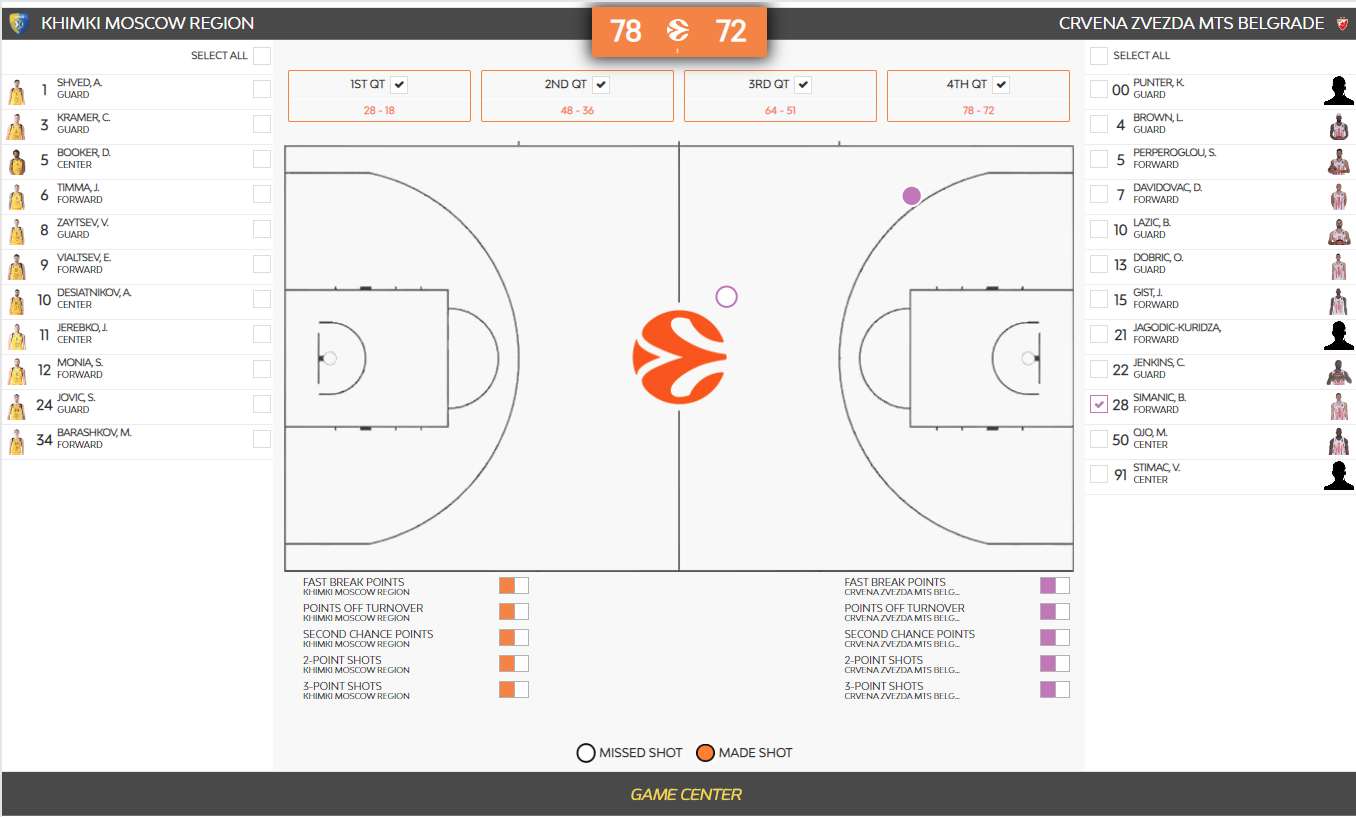 KHIMKI MOSCOW REGION
78 72
CRVENA ZVEZDA MTS BELGRADE
SELECT ALL
1 SHVED, A.
GUARD
3 KRAMER, C.
GUARD
5 BOOKER, D.
CENTER
6 TIMMA, J.
FORWARD
8 ZAYTSEV, V.
GUARD
9 VIALTSEV, E.
FORWARD
10 DESIATNIKOV, A.
CENTER
11 JEREBKO, J.
CENTER
12 MONIA, S.
FORWARD
24 JOVIC, S.
GUARD
34 BARASHKOV, M.
FORWARD
1ST QT
28 - 18
2ND QT
48 - 36
3RD QT
64 - 51
4TH QT
78 - 72
FAST BREAK POINTS
KHIMKI MOSCOW REGION
POINTS OFF TURNOVER
KHIMKI MOSCOW REGION
SECOND CHANCE POINTS
KHIMKI MOSCOW REGION
2-POINT SHOTS
KHIMKI MOSCOW REGION
3-POINT SHOTS
KHIMKI MOSCOW REGION
FAST BREAK POINTS
CRVENA ZVEZDA MTS BELG...
POINTS OFF TURNOVER
CRVENA ZVEZDA MTS BELG...
SECOND CHANCE POINTS
CRVENA ZVEZDA MTS BELG...
2-POINT SHOTS
CRVENA ZVEZDA MTS BELG...
3-POINT SHOTS
CRVENA ZVEZDA MTS BELG...
MISSED SHOT
MADE SHOT
SELECT ALL
00 PUNTER, K.
GUARD
4 BROWN, L.
GUARD
5 PERPEROGLOU, S.
FORWARD
7 DAVIDOVAC, D.
FORWARD
10 LAZIC, B.
GUARD
13 DOBRIC, O.
GUARD
15 GIST, J.
FORWARD
21 JAGODIC-KURIDZA,
FORWARD
22 JENKINS, C.
GUARD
28 SIMANIC, B.
FORWARD
50 OJO, M.
CENTER
91 STIMAC, V.
CENTER
GAME CENTER